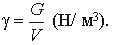 γ = G/V (Н/ м³).